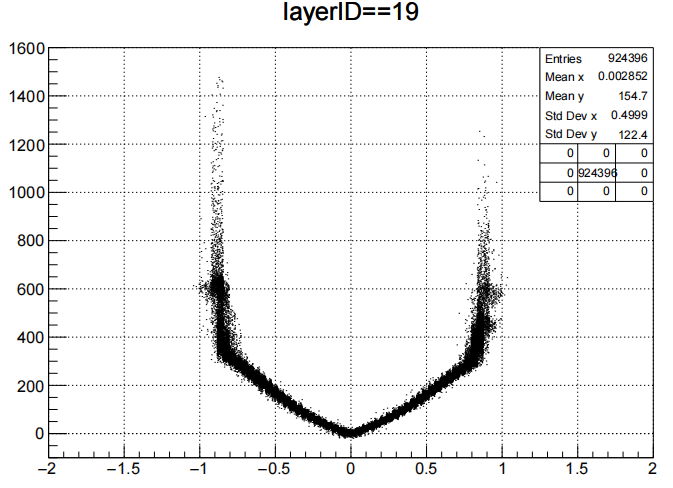 layerID==19
1600
1400
1200
1000
800
600
400
200
0
−2 −1.5 −1 −0.5 0 0.5 1 1.5 2
Entries 924396
Mean x 0.002852
Mean y 154.7
Std Dev x 0.4999
Std Dev y 122.4
0 0 0
0 924396 0
0 0 0